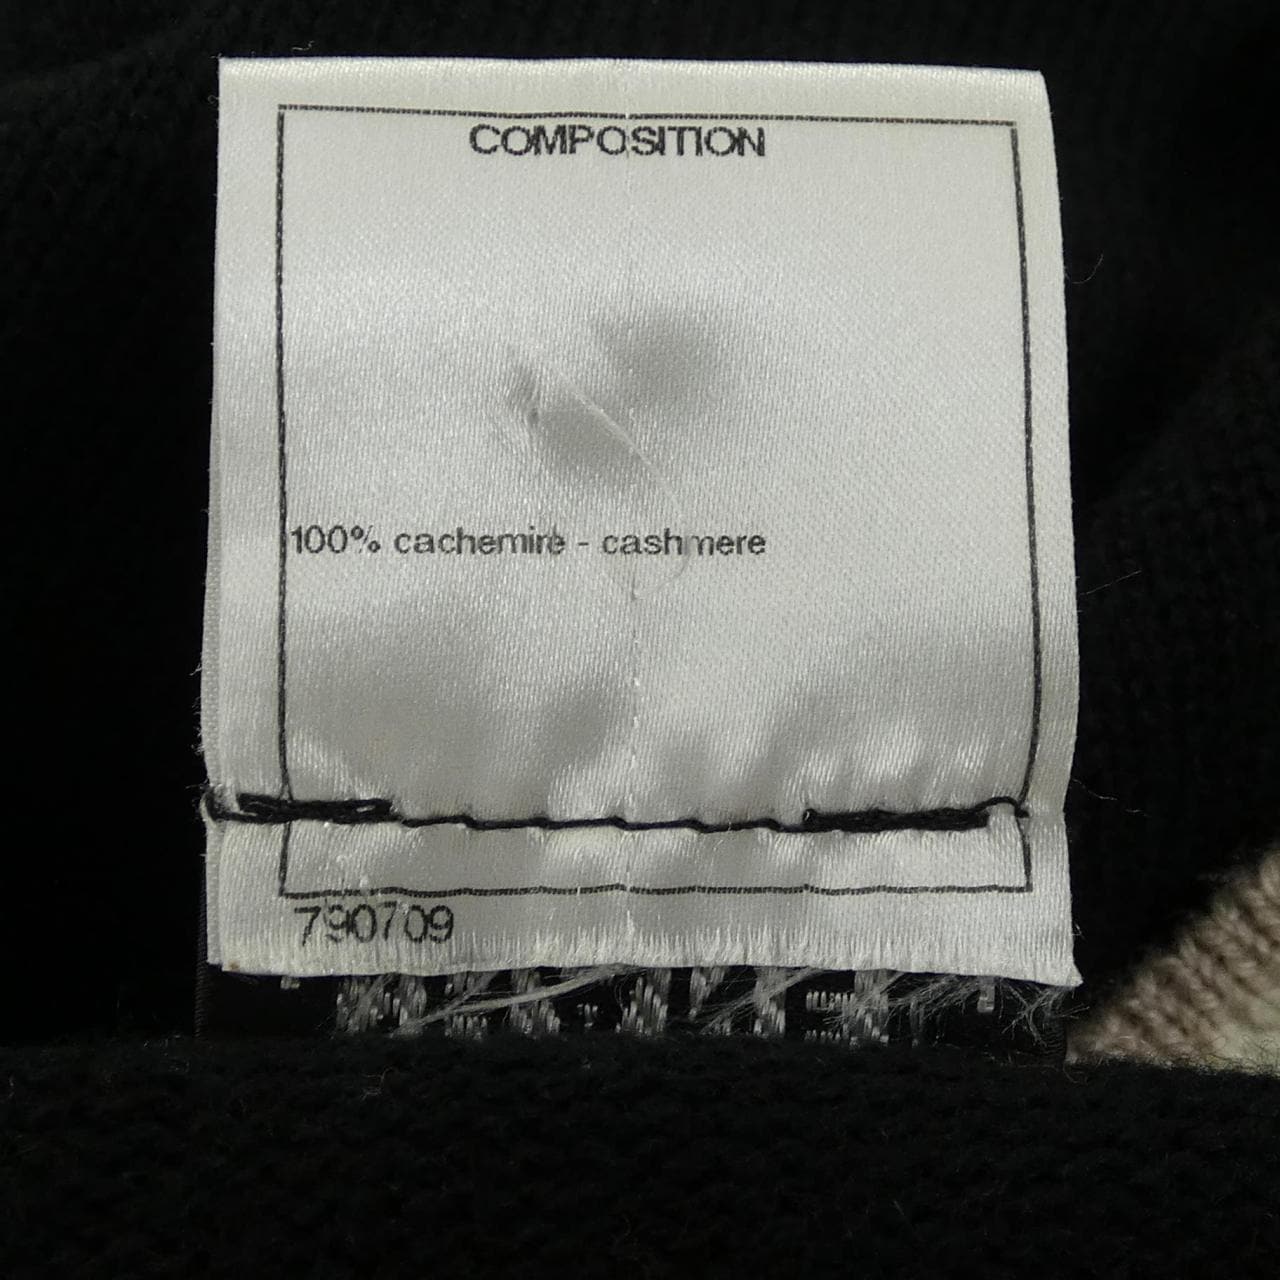 COMPOSITION
100% cachemire - cashmere
790709